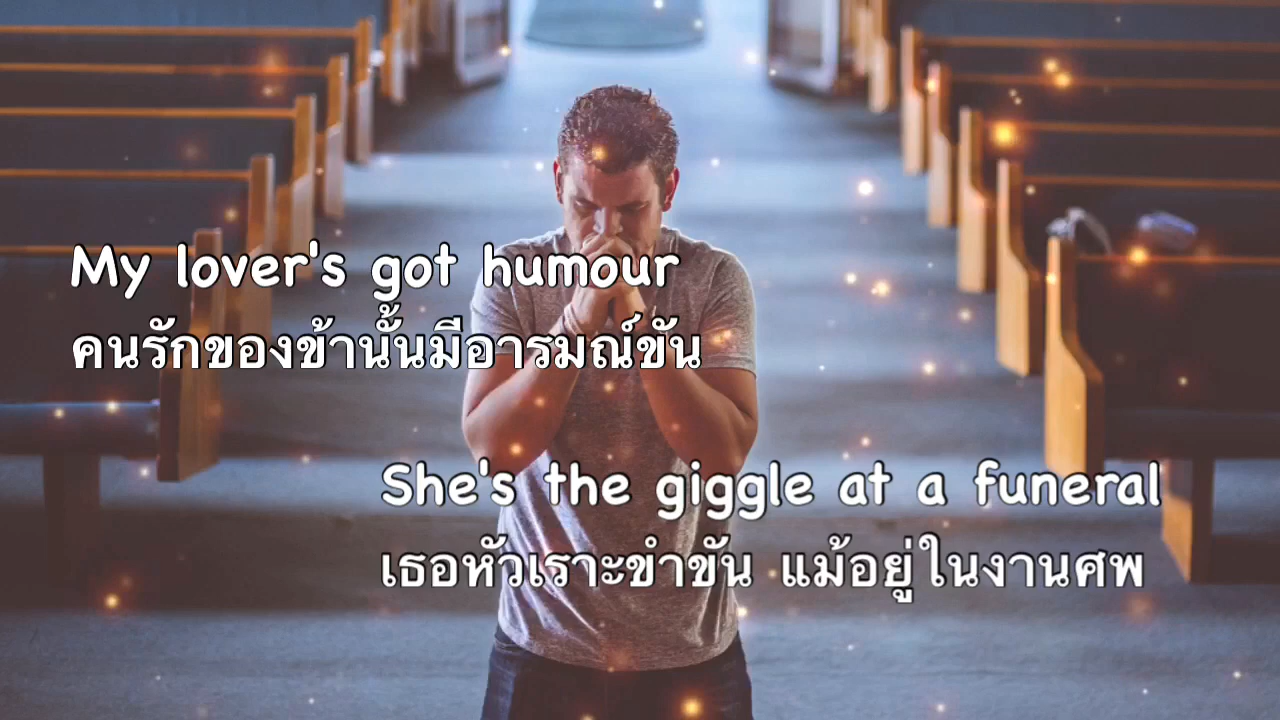 My lover's got humour
คนรักของข้านั้นมีอารมณ์ขัน
She's the giggle at a funeral
เธอหัวเราะขำขัน แม้อยู่ในงานศพ